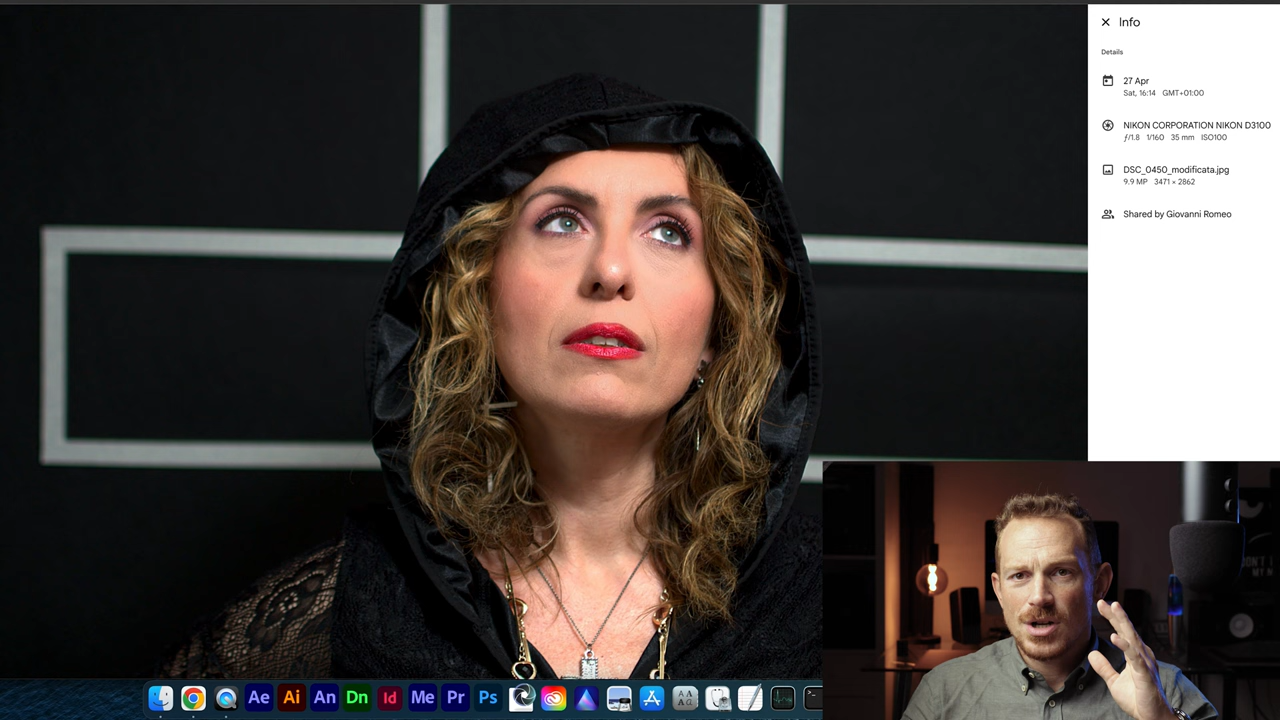 Info
Details
27 Apr
Sat, 16:14 GMT+01:00
NIKON CORPORATION NIKON D3100
ƒ/1.8 1/160 35 mm ISO100
DSC_0450_modificata.jpg
9.9 MP 3471 × 2862
Shared by Giovanni Romeo
DON'T
Ae Ai An Dn Id Me Pr Ps